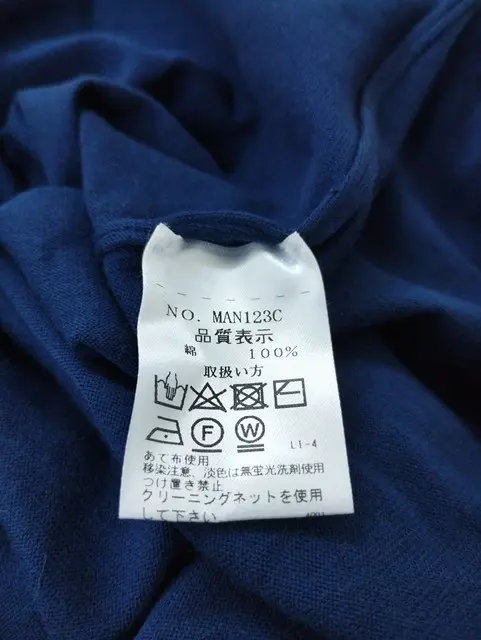 NO. MAN123C
品質表示
綿 100%
取扱い方
F W
L1-4
あて布使用
移染注意、淡色は無蛍光洗剤使用
つけ置き禁止
クリーニングネットを使用
して下さい